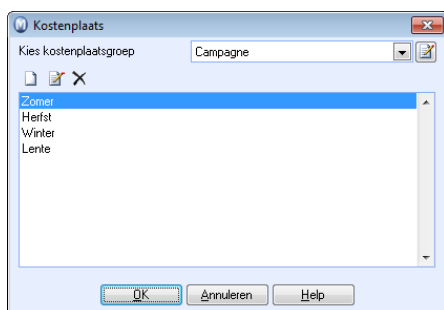 Kostenplaats
Kies kostenplaatsgroep Campagne
Zomer
Herfst
Winter
Lente
OK Annuleren Help